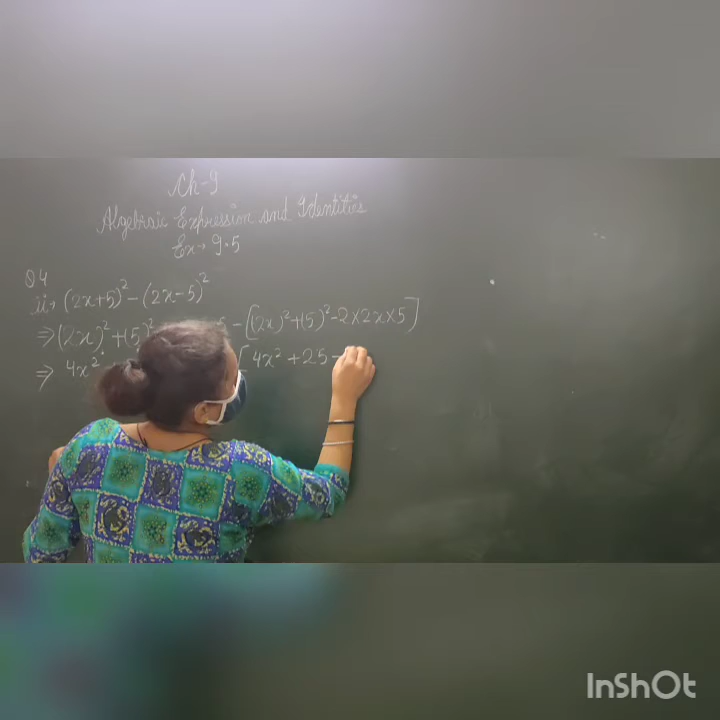 Ch-9
Algebraic Expression and Identities
Ex→ 9.5
Q4
ii→ (2x+5)² - (2x-5)²
⇒ (2x)² + (5)² - [(2x)² + (5)² - 2×2x×5]
⇒ 4x² [4x² + 25 -
InShOt